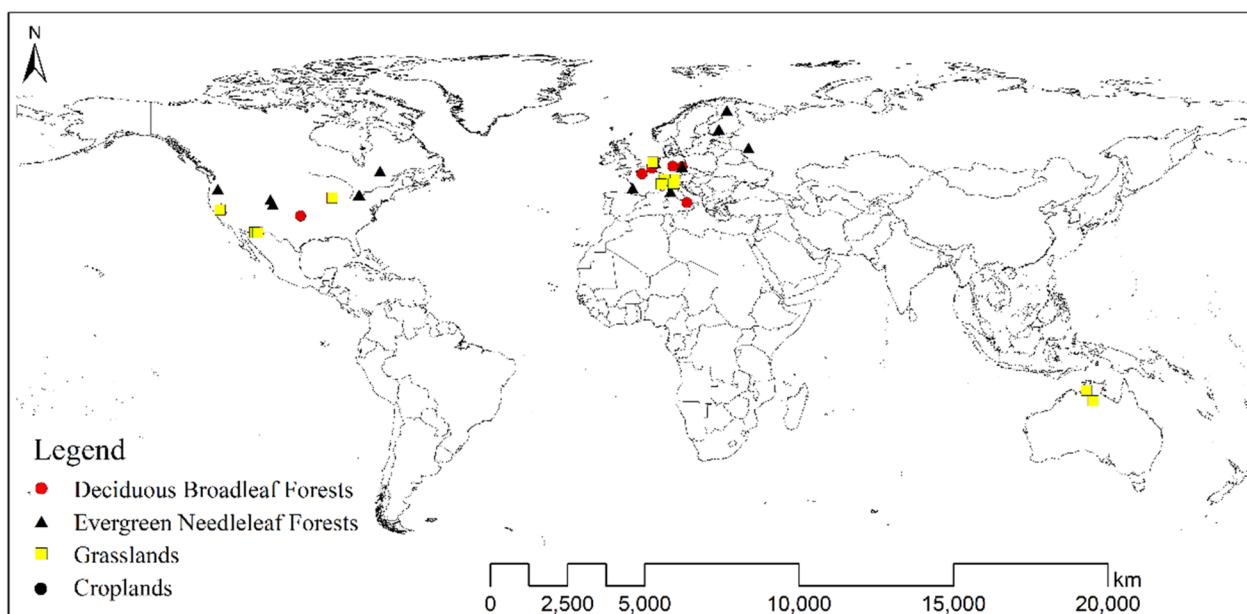 N
Legend
Deciduous Broadleaf Forests
Evergreen Needleleaf Forests
Grasslands
Croplands
km
0 2,500 5,000 10,000 15,000 20,000